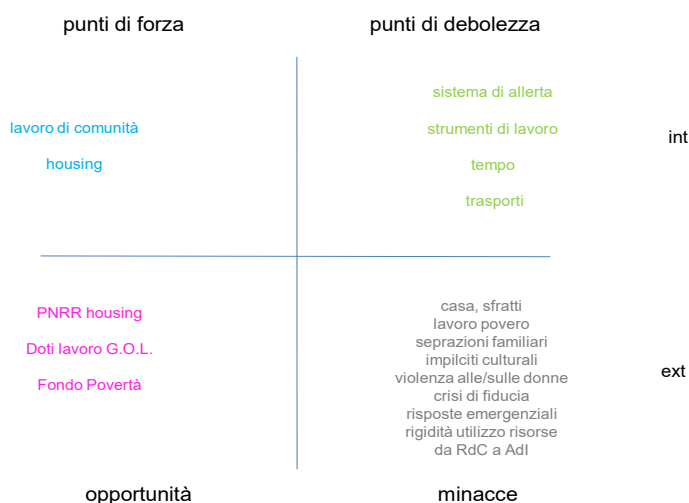 punti di forza
punti di debolezza
lavoro di comunità
housing
sistema di allerta
strumenti di lavoro
tempo
trasporti
int
PNRR housing
Doti lavoro G.O.L.
Fondo Povertà
casa, sfratti
lavoro povero
seprazioni familiari
impilciti culturali
violenza alle/sulle donne
crisi di fiducia
risposte emergenziali
rigidità utilizzo risorse
da RdC a AdI
ext
opportunità
minacce